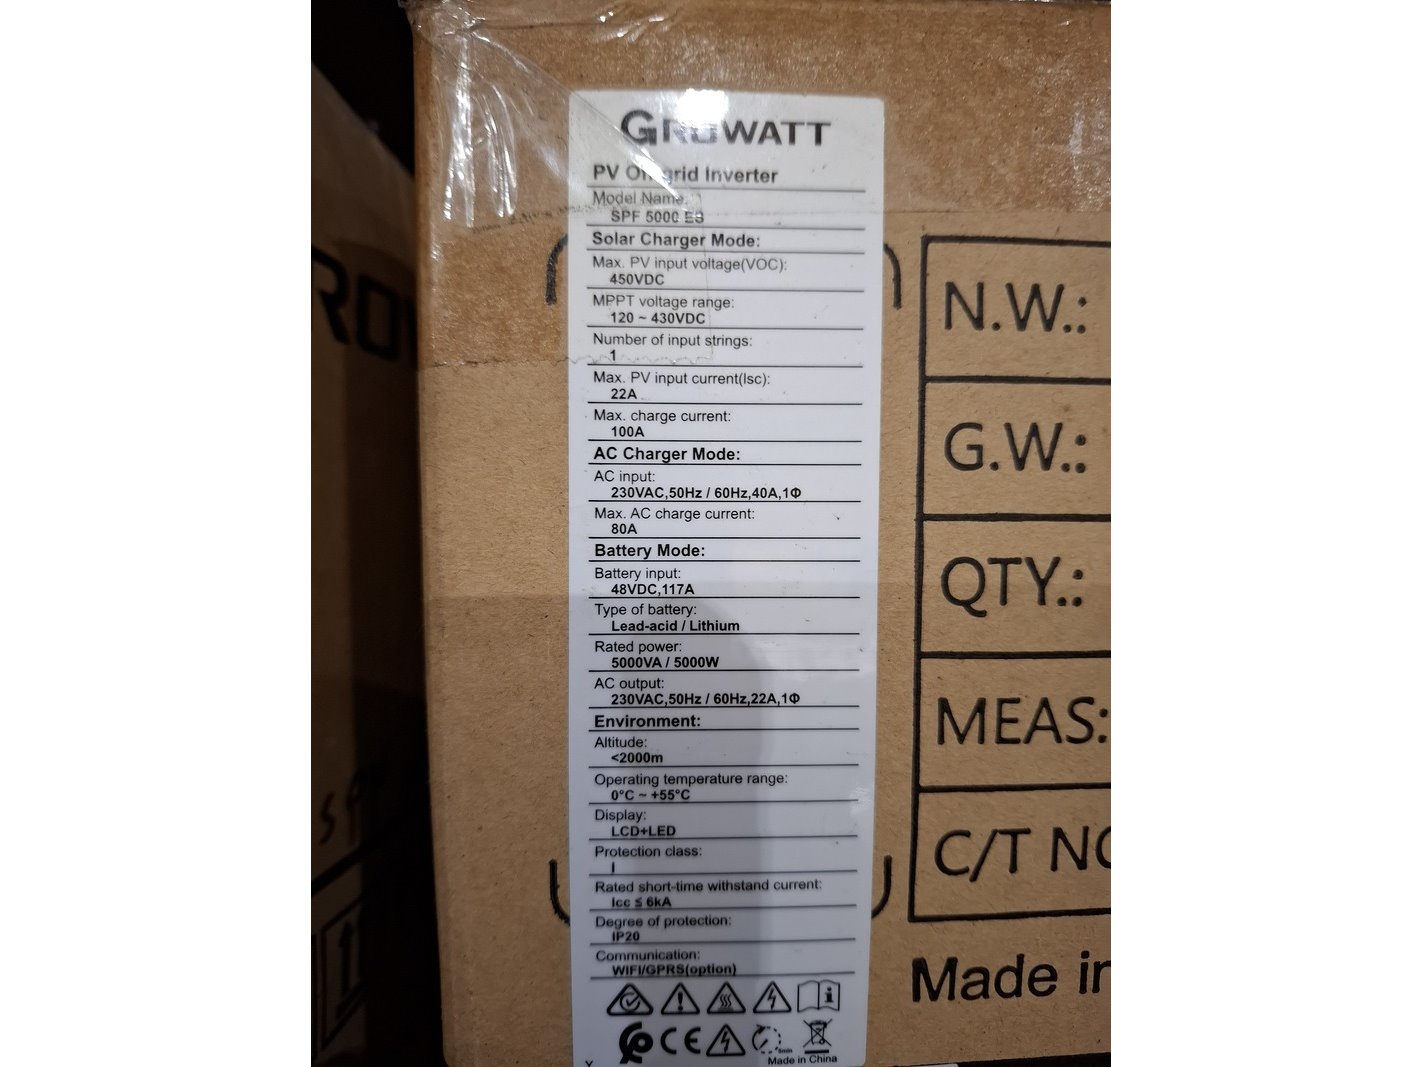 GROWATT
PV Off-grid Inverter
Model Name:
SPF 5000 ES
Solar Charger Mode:
Max. PV input voltage(VOC):
450VDC
MPPT voltage range:
120 ~ 430VDC
Number of input strings:
1
Max. PV input current(Isc):
22A
Max. charge current:
100A
AC Charger Mode:
AC input:
230VAC,50Hz / 60Hz,40A,1Φ
Max. AC charge current:
80A
Battery Mode:
Battery input:
48VDC,117A
Type of battery:
Lead-acid / Lithium
Rated power:
5000VA / 5000W
AC output:
230VAC,50Hz / 60Hz,22A,1Φ
Environment:
Altitude:
<2000m
Operating temperature range:
0°C ~ +55°C
Display:
LCD+LED
Protection class:
I
Rated short-time withstand current:
Icc ≤ 6kA
Degree of protection:
IP20
Communication:
WIFI/GPRS(option)
CE
5min
Made in China
N.W.:
G.W.:
QTY.:
MEAS:
C/T NO
Made in
RO